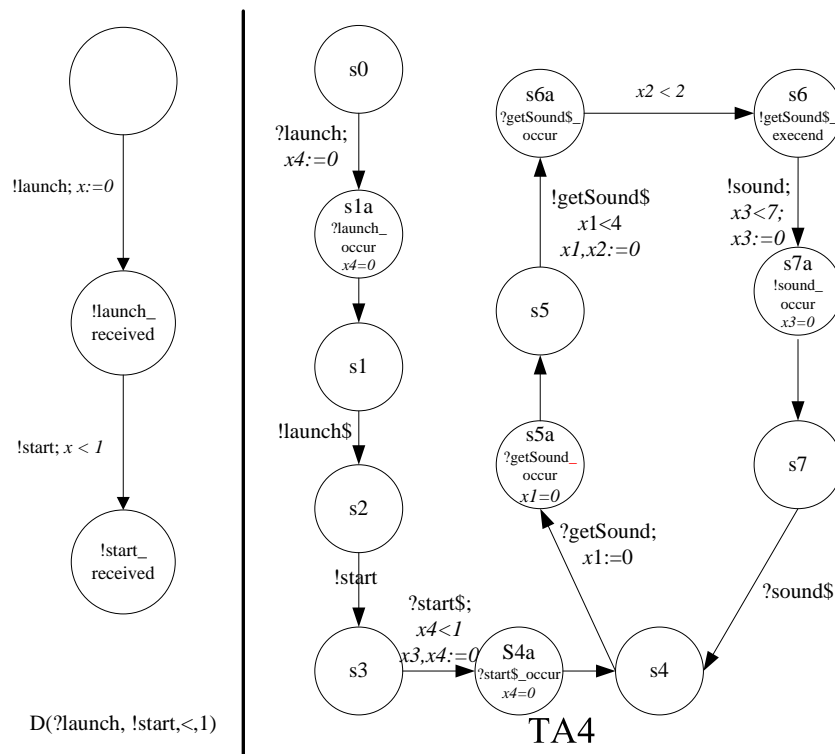 !launch; x:=0
!launch_
received
!start; x < 1
!start_
received
D(?launch, !start,<,1)
s0
?launch;
x4:=0
s1a
?launch_
occur
x4=0
s1
!launch$
s2
!start
s3
?start$;
x4<1
x3,x4:=0
S4a
?start$_occur
x4=0
s4
?getSound;
x1:=0
s5a
?getSound_
occur
x1=0
s5
!getSound$
x1<4
x1,x2:=0
s6a
?getSound$_
occur
x2 < 2
s6
!getSound$_
execend
!sound;
x3<7;
x3:=0
s7a
!sound_
occur
x3=0
s7
?sound$
TA4